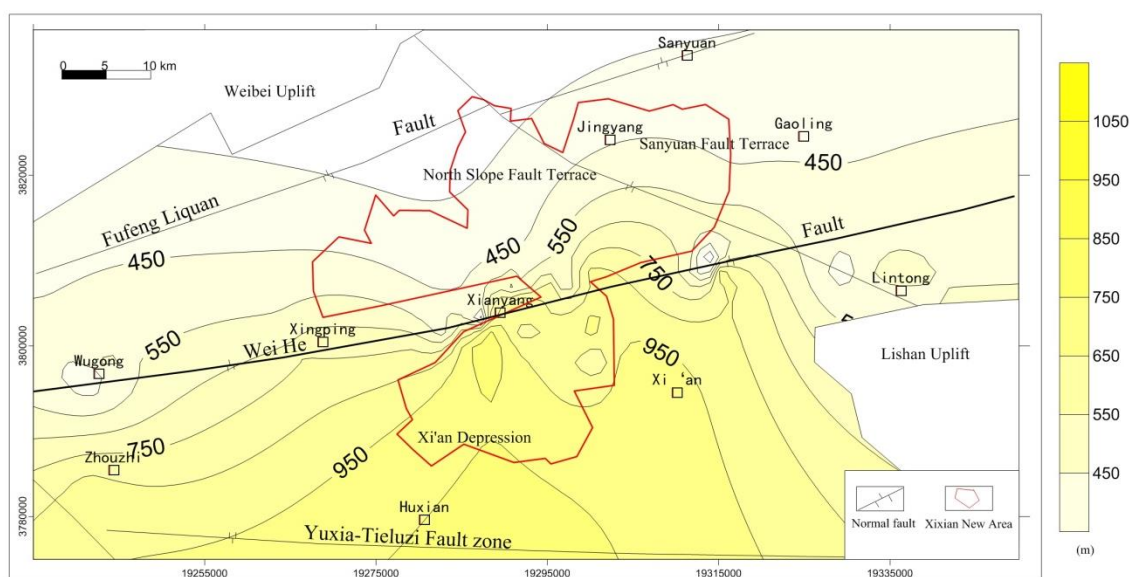 0 5 10 km
Sanyuan
Weibei Uplift
Fault
Jingyang
Gaoling
Sanyuan Fault Terrace
North Slope Fault Terrace
450
Fufeng Liquan
Fault
450
450
550
750
Lintong
Xianyang
Xingping
Wei He
550
Wugong
950
Lishan Uplift
Xi 'an
750
Zhouzhi
950
Xi'an Depression
Huxian
Yuxia-Tieluzi Fault zone
Normal fault
Xixian New Area
3820000
3800000
3780000
19255000 19275000 19295000 19315000 19335000
1050
950
850
750
650
550
450
(m)